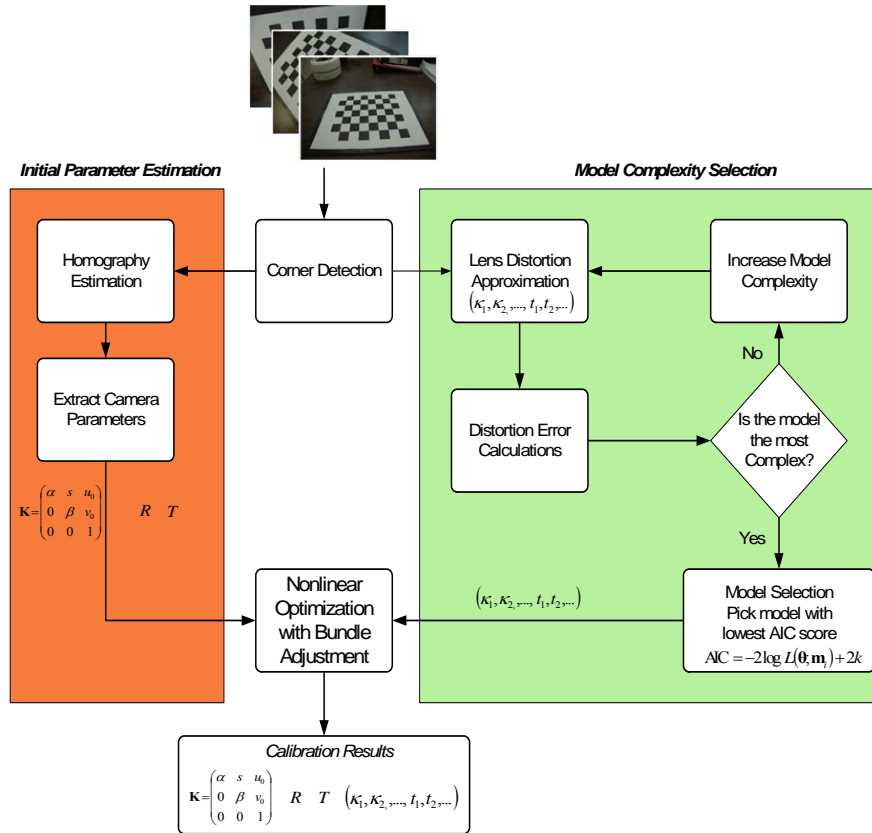 Initial Parameter Estimation
Model Complexity Selection
Homography
Estimation
Corner Detection
Lens Distortion
Approximation
(κ₁, κ₂,,..., t₁, t₂,...)
Increase Model
Complexity
No
Extract Camera
Parameters
Distortion Error
Calculations
Is the model
the most
Complex?
K = (α s u₀
0 β v₀
0 0 1)
R T
Yes
Nonlinear
Optimization
with Bundle
Adjustment
(κ₁, κ₂,,..., t₁, t₂,...)
Model Selection
Pick model with
lowest AIC score
AIC = −2log L(θ; mᵢ) + 2k
Calibration Results
K = (α s u₀
0 β v₀
0 0 1)
R T (κ₁, κ₂,,..., t₁, t₂,...)